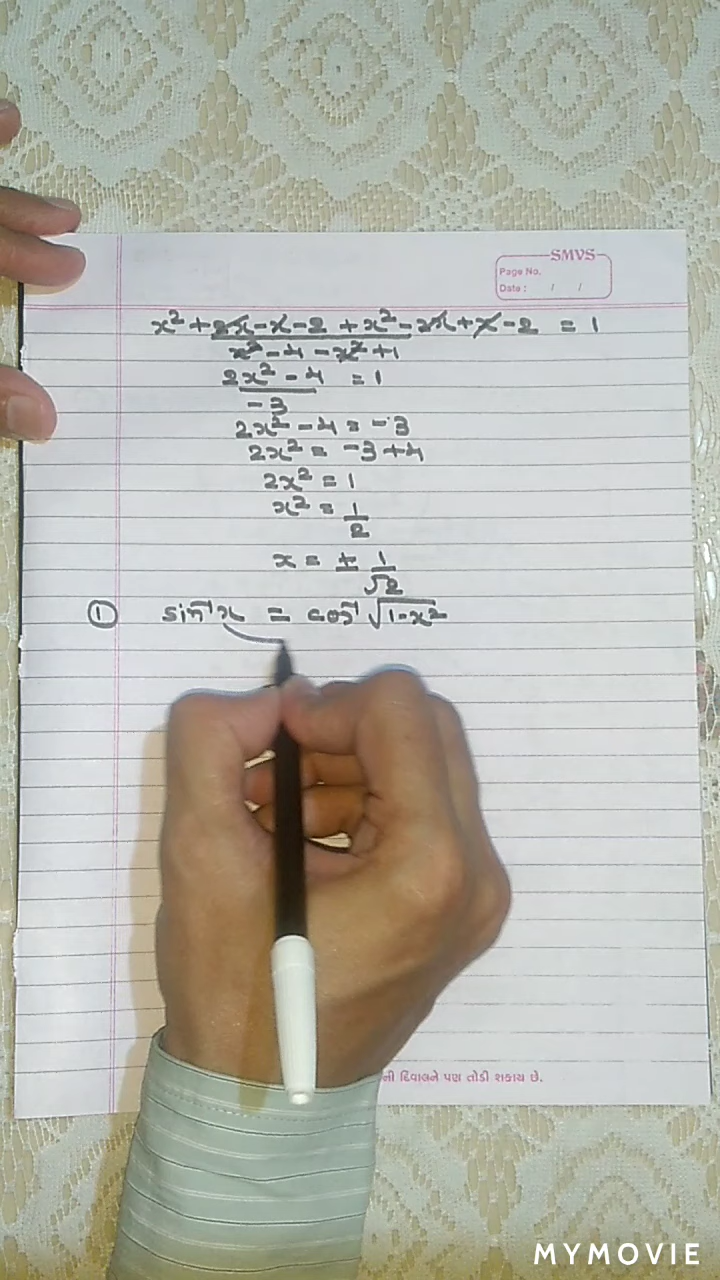 SMVS
Page No.
Date : / /
x² + 2x - x - 2 + x² - 2x + x - 2 = 1
x² - 4 - x² + 1
2x² - 4 = 1
-3
2x² - 4 = -3
2x² = -3 + 4
2x² = 1
x² = 1/2
x = ± 1/√2
① sin⁻¹x = cos⁻¹ √1-x²
ની દિવાલને પણ તોડી શકાય છે.
MYMOVIE